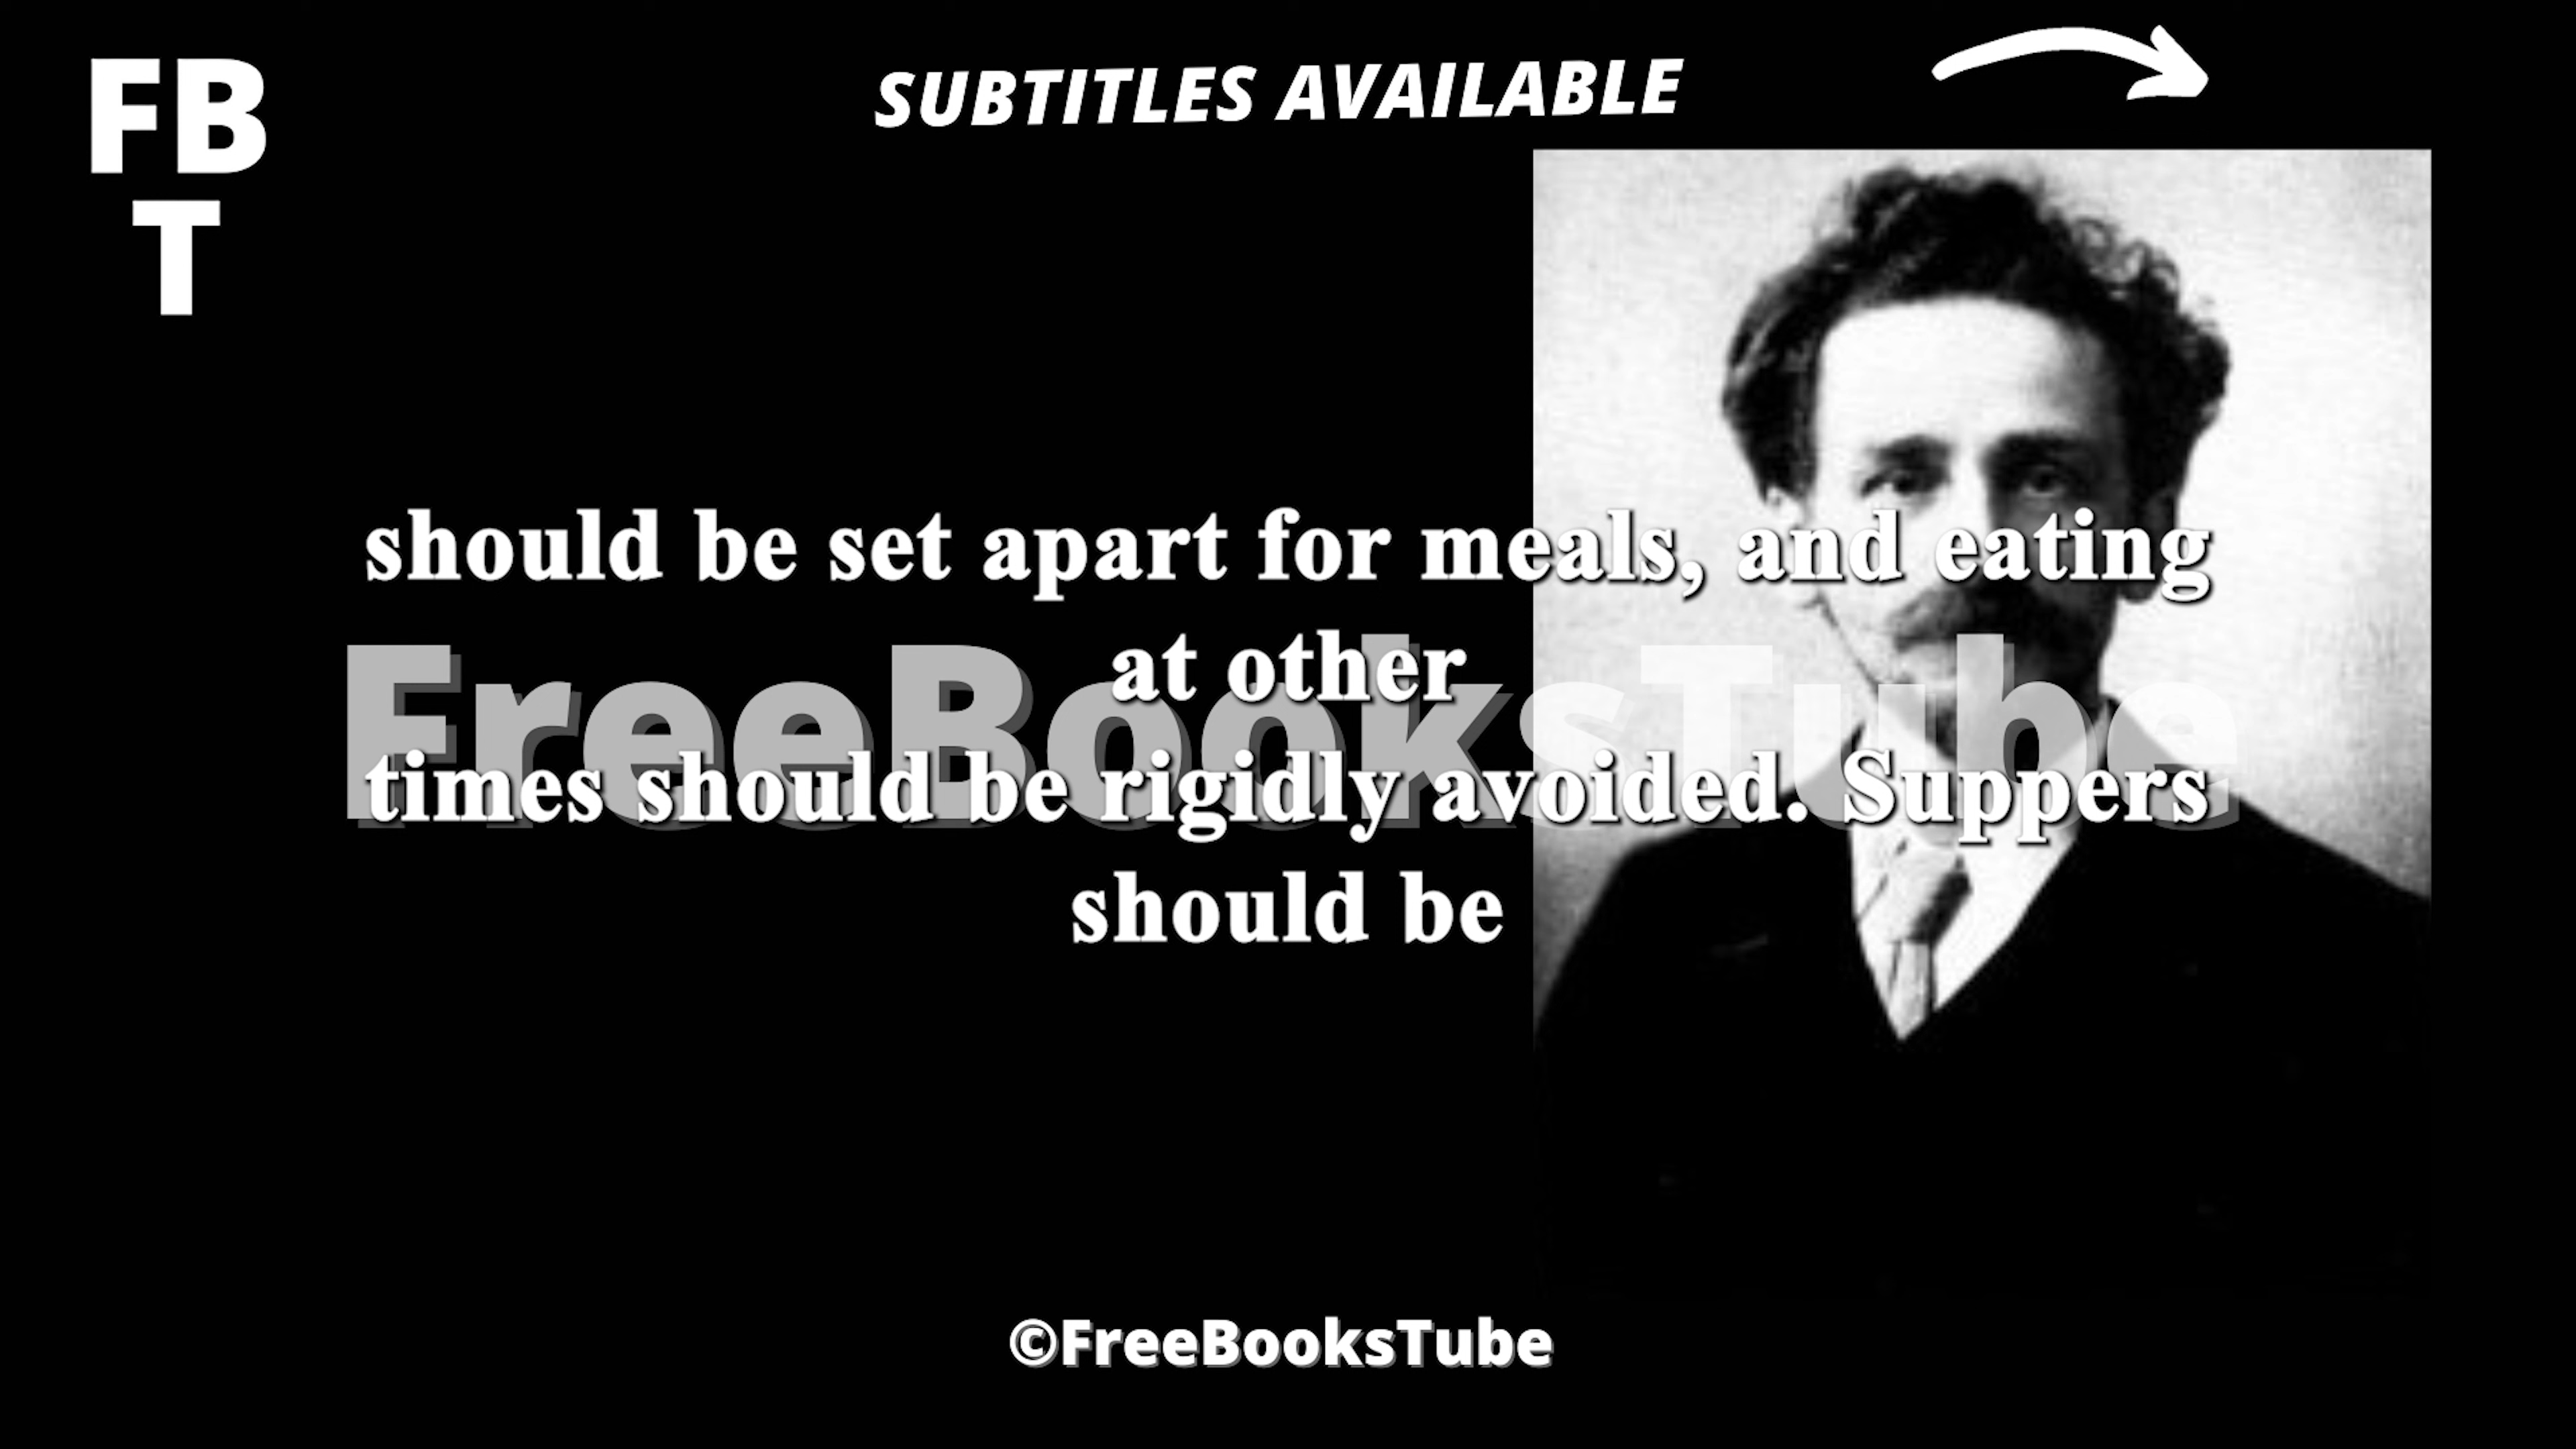 FB
T
SUBTITLES AVAILABLE
should be set apart for meals, and eating
at other
FreeBooksTube
times should be rigidly avoided. Suppers
should be
©FreeBooksTube